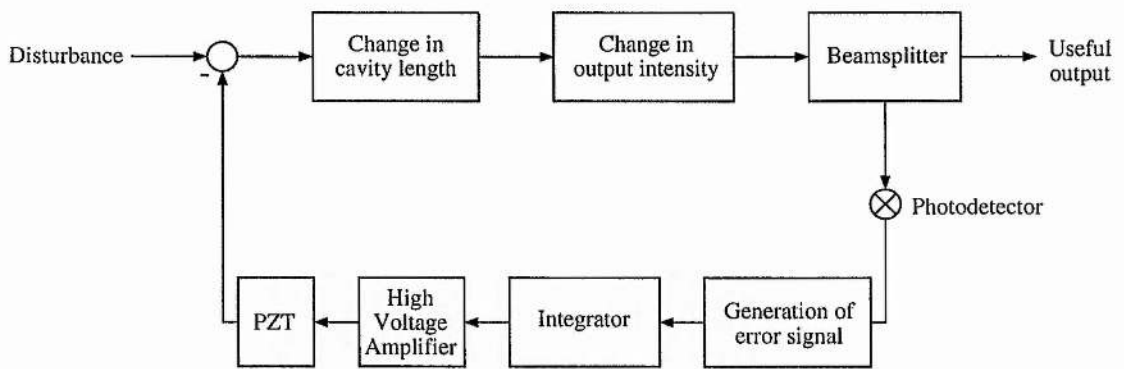 Disturbance
-
Change in
cavity length
Change in
output intensity
Beamsplitter
Useful
output
Photodetector
PZT
High
Voltage
Amplifier
Integrator
Generation of
error signal